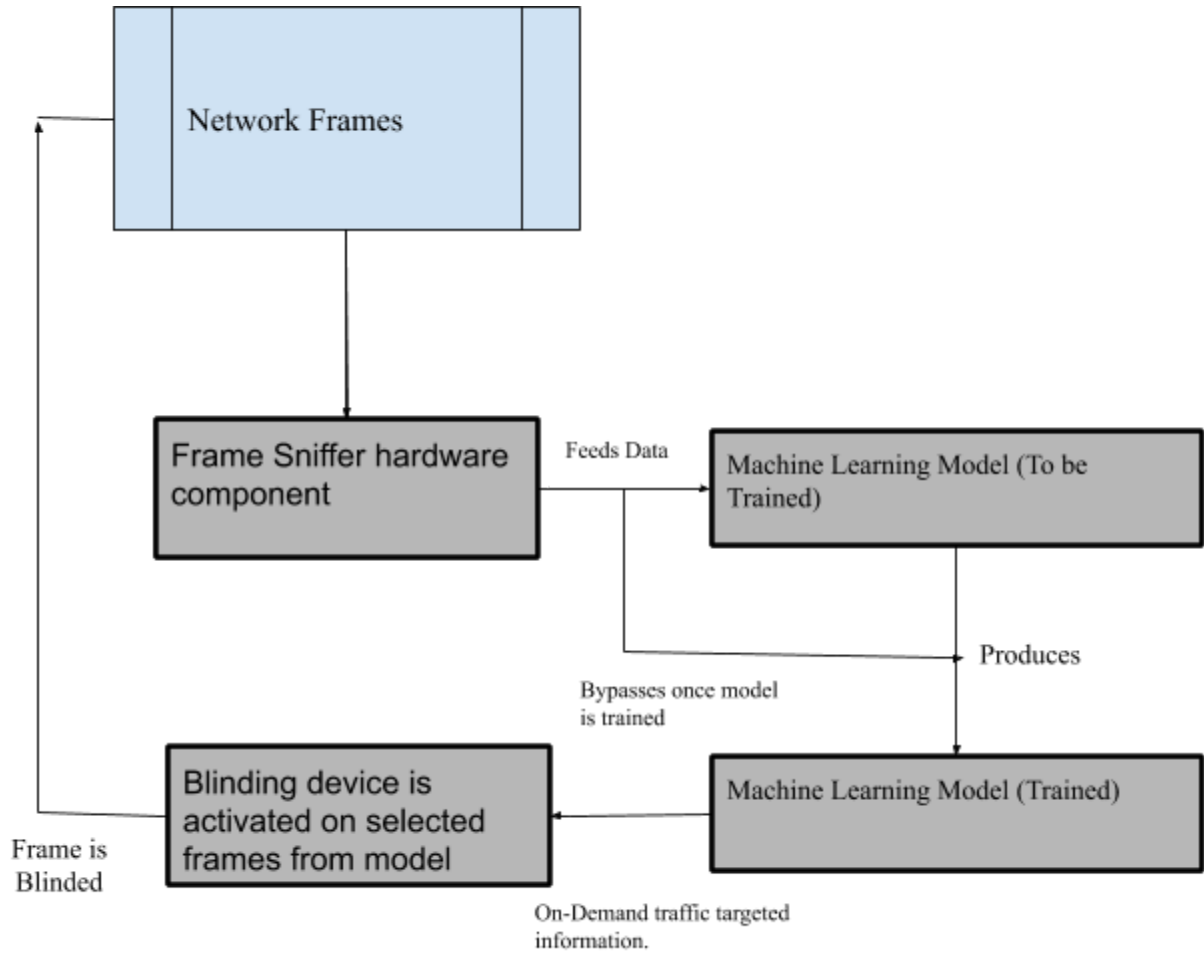 Network Frames
Frame Sniffer hardware
component
Feeds Data
Machine Learning Model (To be
Trained)
Produces
Bypasses once model
is trained
Machine Learning Model (Trained)
Blinding device is
activated on selected
frames from model
Frame is
Blinded
On-Demand traffic targeted
information.